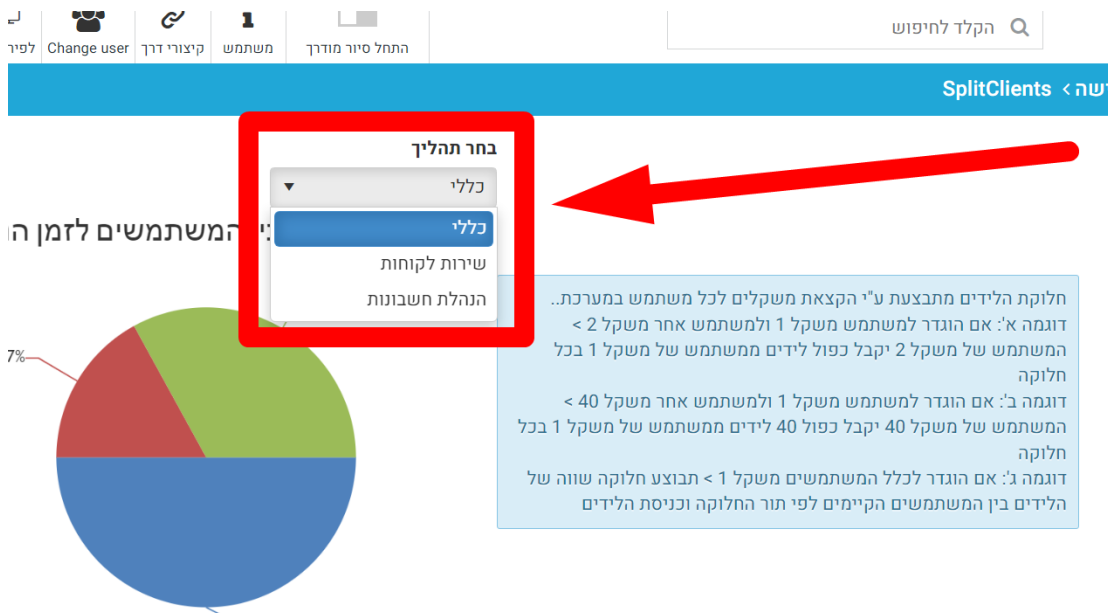 הקלד לחיפוש
התחל סיור מודרך
משתמש
קיצורי דרך
Change user
SplitClients
בחר תהליך
כללי
כללי
שירות לקוחות
הנהלת חשבונות
המשתמשים לזמן
חלוקת הלידים מתבצעת ע"י הקצאת משקלים לכל משתמש במערכת..
דוגמה א': אם הוגדר למשתמש משקל 1 ולמשתמש אחר משקל 2 >
המשתמש של משקל 2 יקבל כפול לידים ממשתמש של משקל 1 בכל
חלוקה
דוגמה ב': אם הוגדר למשתמש משקל 1 ולמשתמש אחר משקל 40 >
המשתמש של משקל 40 יקבל כפול 40 לידים ממשתמש של משקל 1 בכל
חלוקה
דוגמה ג': אם הוגדר לכלל המשתמשים משקל 1 > תבוצע חלוקה שווה של
הלידים בין המשתמשים הקיימים לפי תור החלוקה וכניסת הלידים